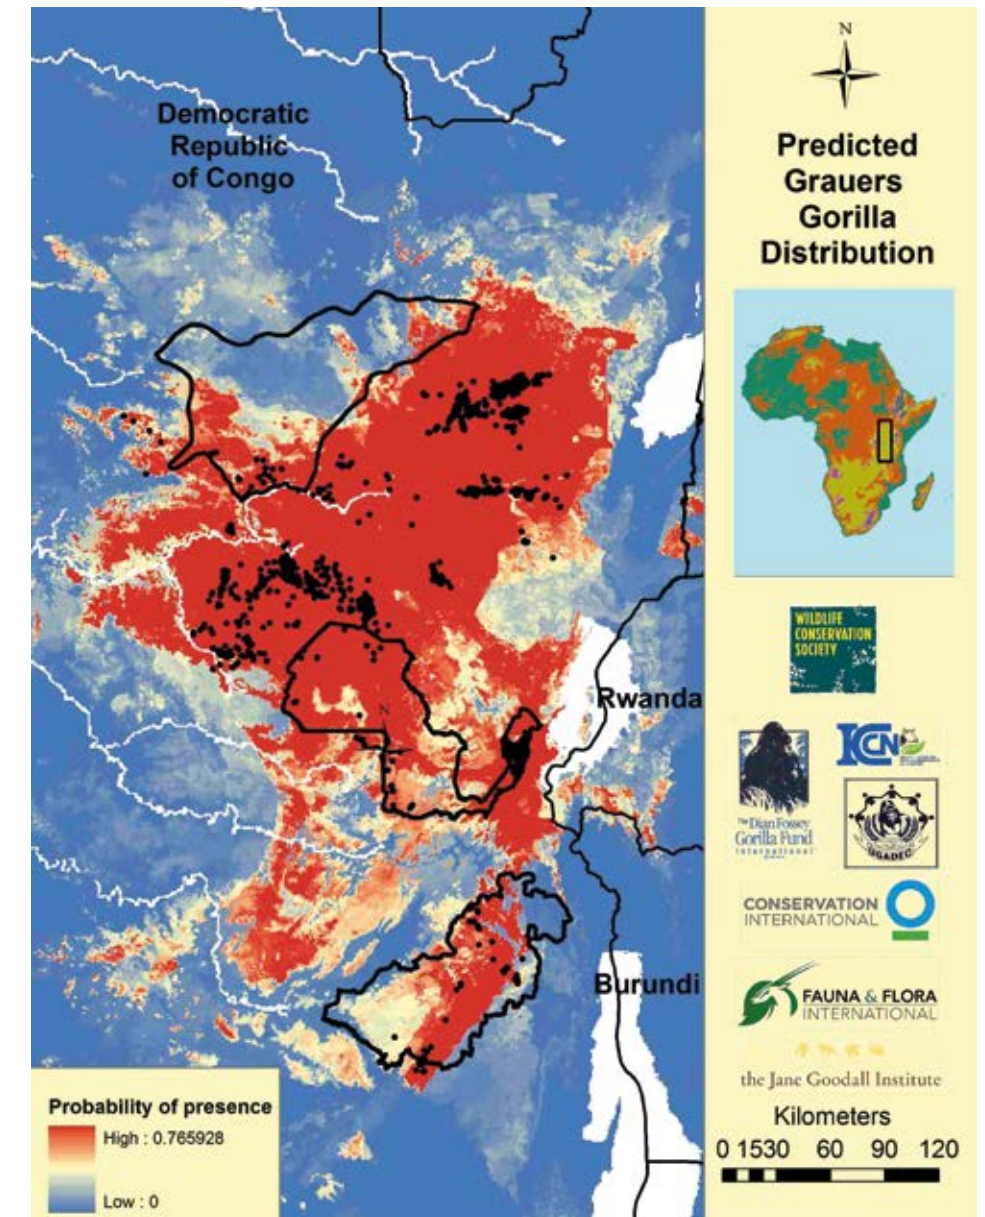 Democratic
Republic
of Congo
N
Rwanda
Burundi
Probability of presence
High : 0.765928
Low : 0
N
Predicted
Grauers
Gorilla
Distribution
WILDLIFE
CONSERVATION
SOCIETY
ICCN
The Dian Fossey
Gorilla Fund
International
UGADEC
CONSERVATION
INTERNATIONAL
FAUNA & FLORA
INTERNATIONAL
the Jane Goodall Institute
Kilometers
0 1530 60 90 120